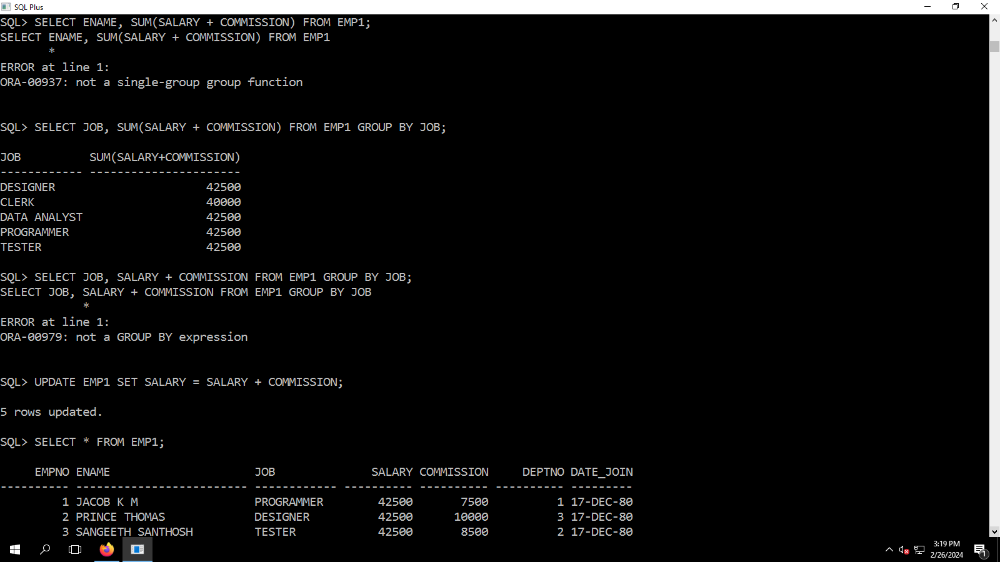 SQL Plus
SQL> SELECT ENAME, SUM(SALARY + COMMISSION) FROM EMP1;
SELECT ENAME, SUM(SALARY + COMMISSION) FROM EMP1
       *
ERROR at line 1:
ORA-00937: not a single-group group function
SQL> SELECT JOB, SUM(SALARY + COMMISSION) FROM EMP1 GROUP BY JOB;
JOB          SUM(SALARY+COMMISSION)
------------ ----------------------
DESIGNER                      42500
CLERK                         40000
DATA ANALYST                  42500
PROGRAMMER                    42500
TESTER                        42500
SQL> SELECT JOB, SALARY + COMMISSION FROM EMP1 GROUP BY JOB;
SELECT JOB, SALARY + COMMISSION FROM EMP1 GROUP BY JOB
            *
ERROR at line 1:
ORA-00979: not a GROUP BY expression
SQL> UPDATE EMP1 SET SALARY = SALARY + COMMISSION;
5 rows updated.
SQL> SELECT * FROM EMP1;
     EMPNO ENAME                     JOB              SALARY COMMISSION     DEPTNO DATE_JOIN
---------- ------------------------- ------------ ---------- ---------- ---------- ---------
         1 JACOB K M                 PROGRAMMER        42500       7500          1 17-DEC-80
         2 PRINCE THOMAS             DESIGNER          42500      10000          3 17-DEC-80
         3 SANGEETH SANTHOSH         TESTER            42500       8500          2 17-DEC-80
3:19 PM
2/26/2024
1